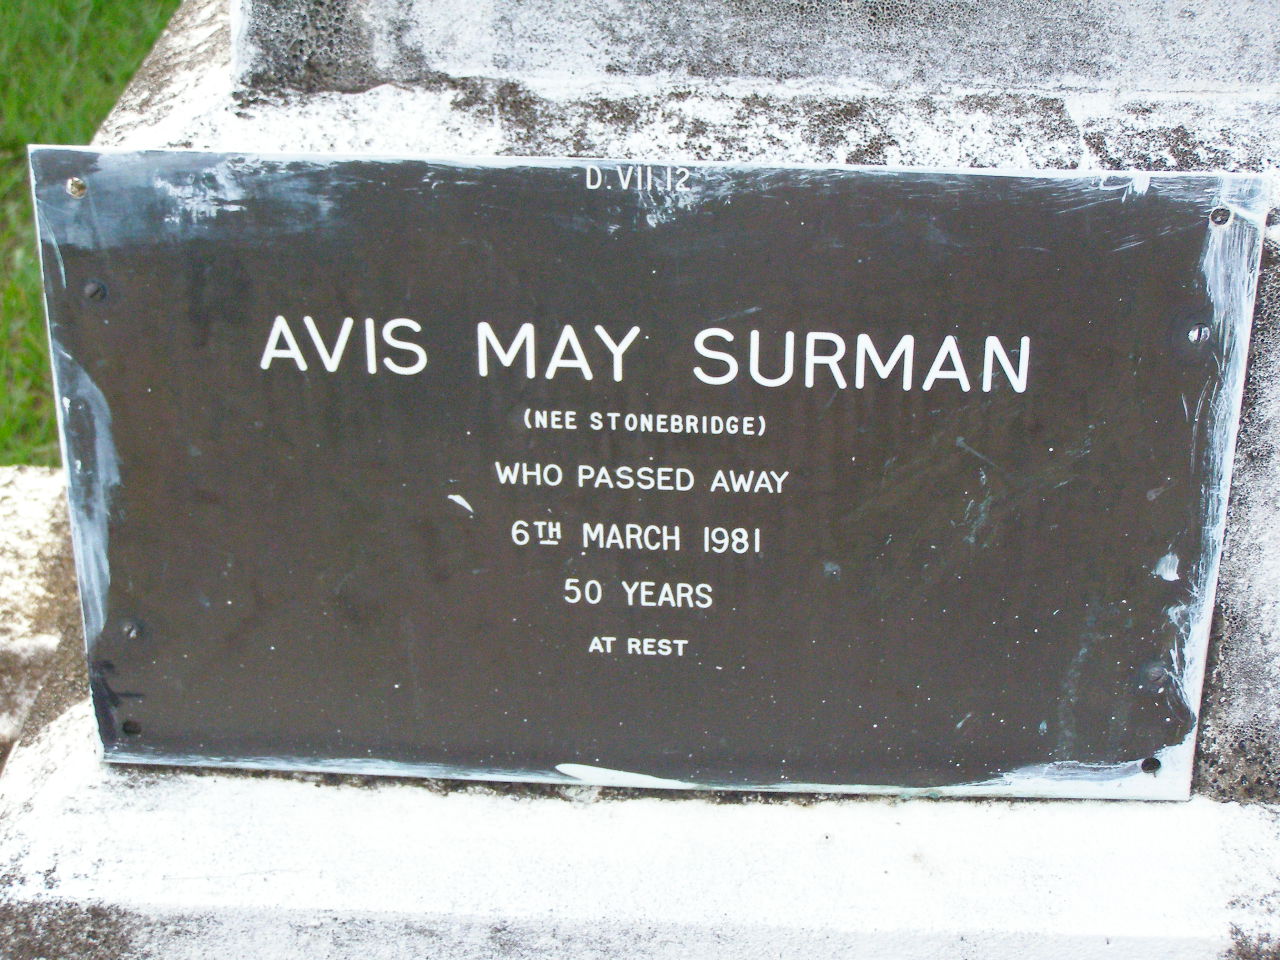 D.VII.12
AVIS MAY SURMAN
(NEE STONEBRIDGE)
WHO PASSED AWAY
6TH MARCH 1981
50 YEARS
AT REST